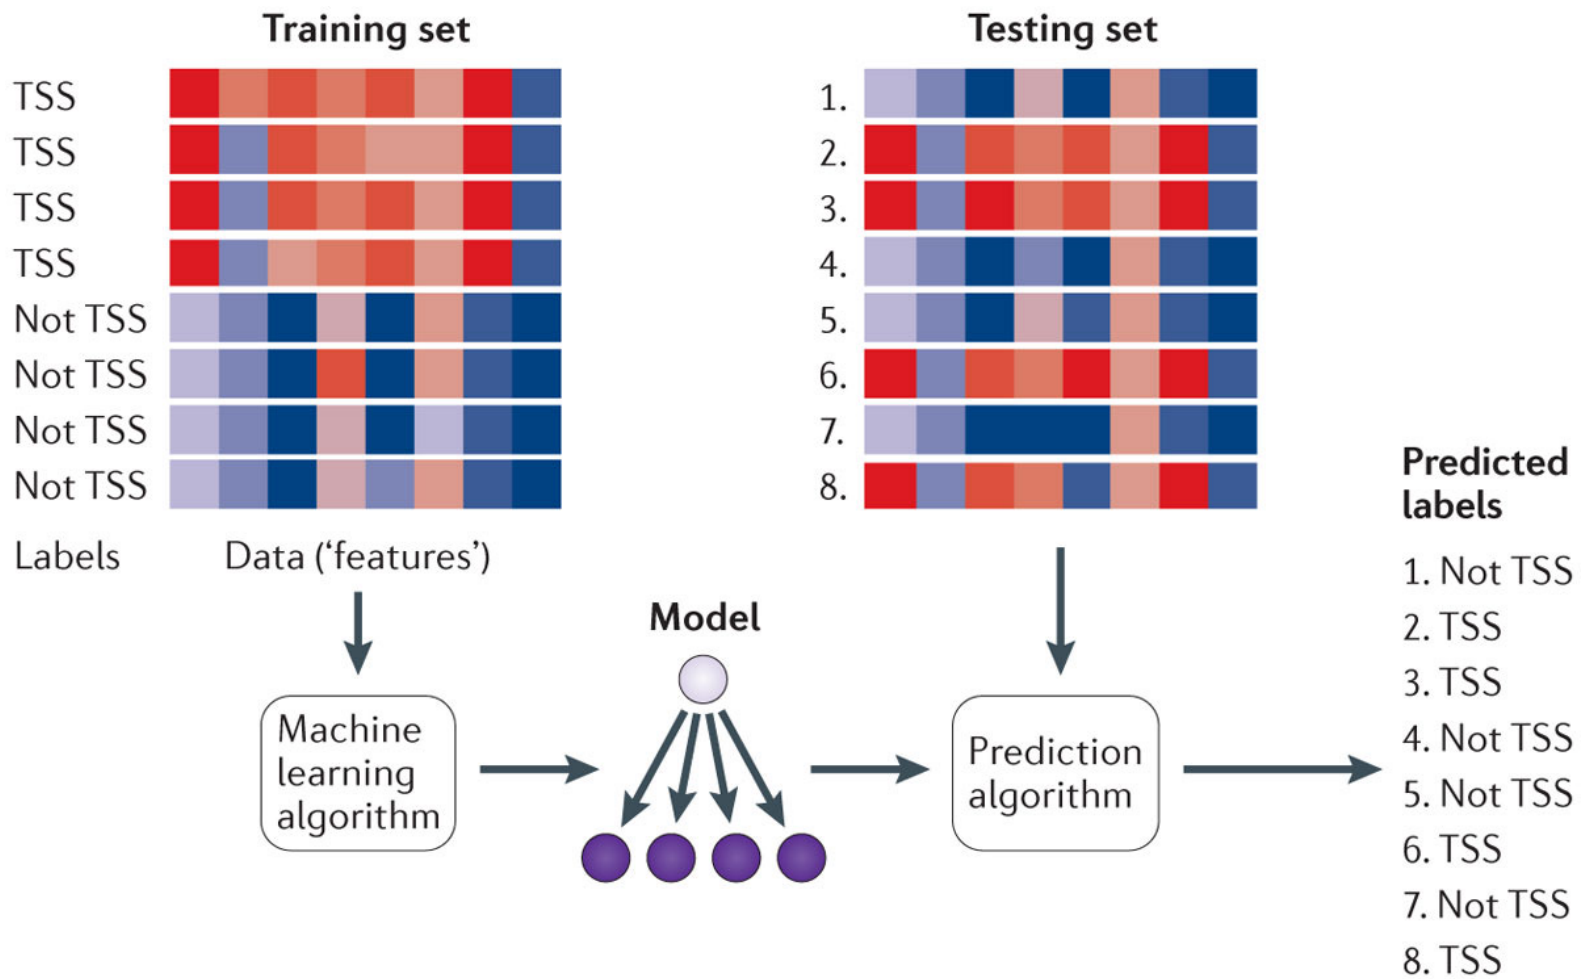 Training set
TSS
TSS
TSS
TSS
Not TSS
Not TSS
Not TSS
Not TSS
Labels
Data (‘features’)
Machine
learning
algorithm
Model
Testing set
1.
2.
3.
4.
5.
6.
7.
8.
Prediction
algorithm
Predicted
labels
1. Not TSS
2. TSS
3. TSS
4. Not TSS
5. Not TSS
6. TSS
7. Not TSS
8. TSS